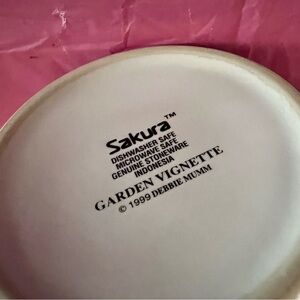 Sakura™
DISHWASHER SAFE
MICROWAVE SAFE
GENUINE STONEWARE
INDONESIA
GARDEN VIGNETTE
© 1999 DEBBIE MUMM